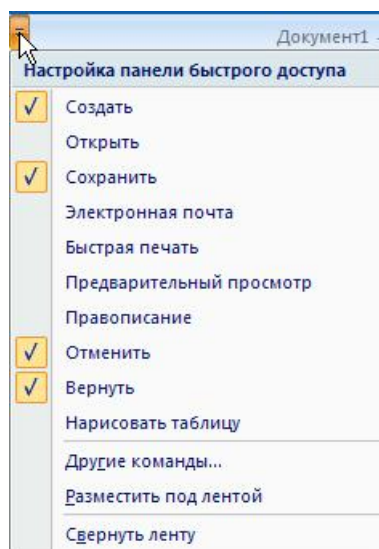 Документ1 -
Настройка панели быстрого доступа
Создать
Открыть
Сохранить
Электронная почта
Быстрая печать
Предварительный просмотр
Правописание
Отменить
Вернуть
Нарисовать таблицу
Другие команды...
Разместить под лентой
Свернуть ленту